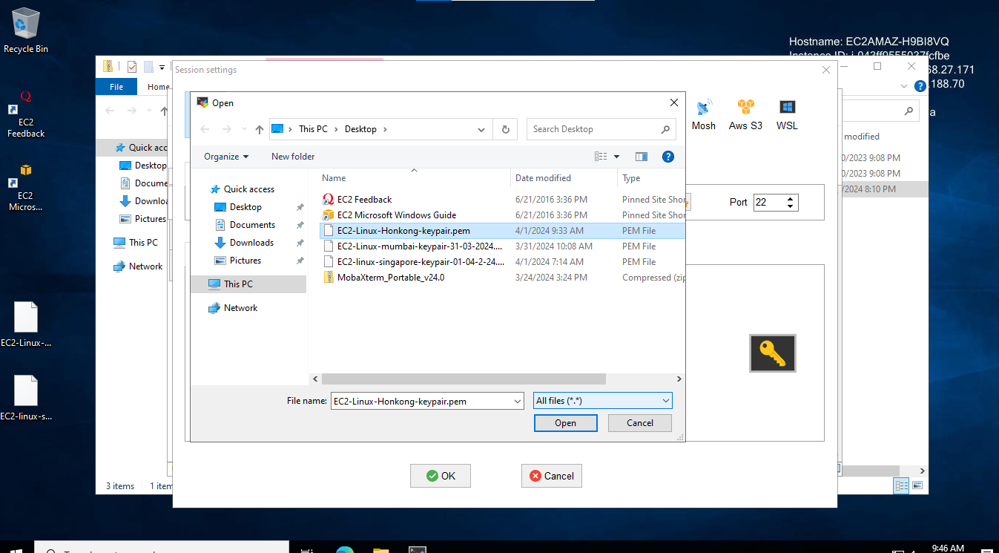 Recycle Bin
EC2
Feedback
EC2
Micros...
EC2-Linux-...
EC2-linux-s...
Hostname: EC2AMAZ-H9BI8VQ
Instance ID: i-043ff9555037fcfbe
68.27.171
.188.70
a
File
Home
Quick acc
Desktop
Docume
Downloa
Pictures
This PC
Network
3 items 1 item
modified
0/2023 9:08 PM
0/2023 9:08 PM
/2024 8:10 PM
Session settings
Mosh
Aws S3
WSL
Port 22
OK
Cancel
Open
This PC > Desktop >
Search Desktop
Organize
New folder
Quick access
Desktop
Documents
Downloads
Pictures
This PC
Network
Name Date modified Type
EC2 Feedback 6/21/2016 3:36 PM Pinned Site Shor
EC2 Microsoft Windows Guide 6/21/2016 3:36 PM Pinned Site Shor
EC2-Linux-Honkong-keypair.pem 4/1/2024 9:33 AM PEM File
EC2-Linux-mumbai-keypair-31-03-2024.... 3/31/2024 10:08 AM PEM File
EC2-linux-singapore-keypair-01-04-2-24.... 4/1/2024 7:14 AM PEM File
MobaXterm_Portable_v24.0 3/24/2024 3:24 PM Compressed (zip
File name: EC2-Linux-Honkong-keypair.pem
All files (*.*)
Open
Cancel
9:46 AM